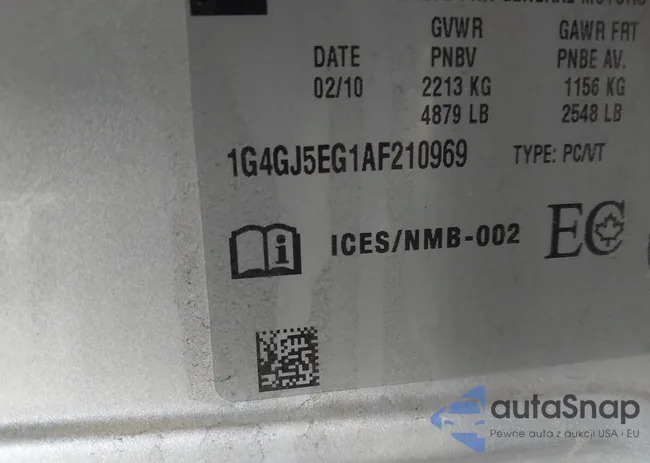 GVWR GAWR FRT
DATE PNBV PNBE AV.
02/10 2213 KG 1156 KG
4879 LB 2548 LB
1G4GJ5EG1AF210969 TYPE: PC/VT
ICES/NMB-002 EC
autaSnap
Pewne auta z aukcji USA i EU